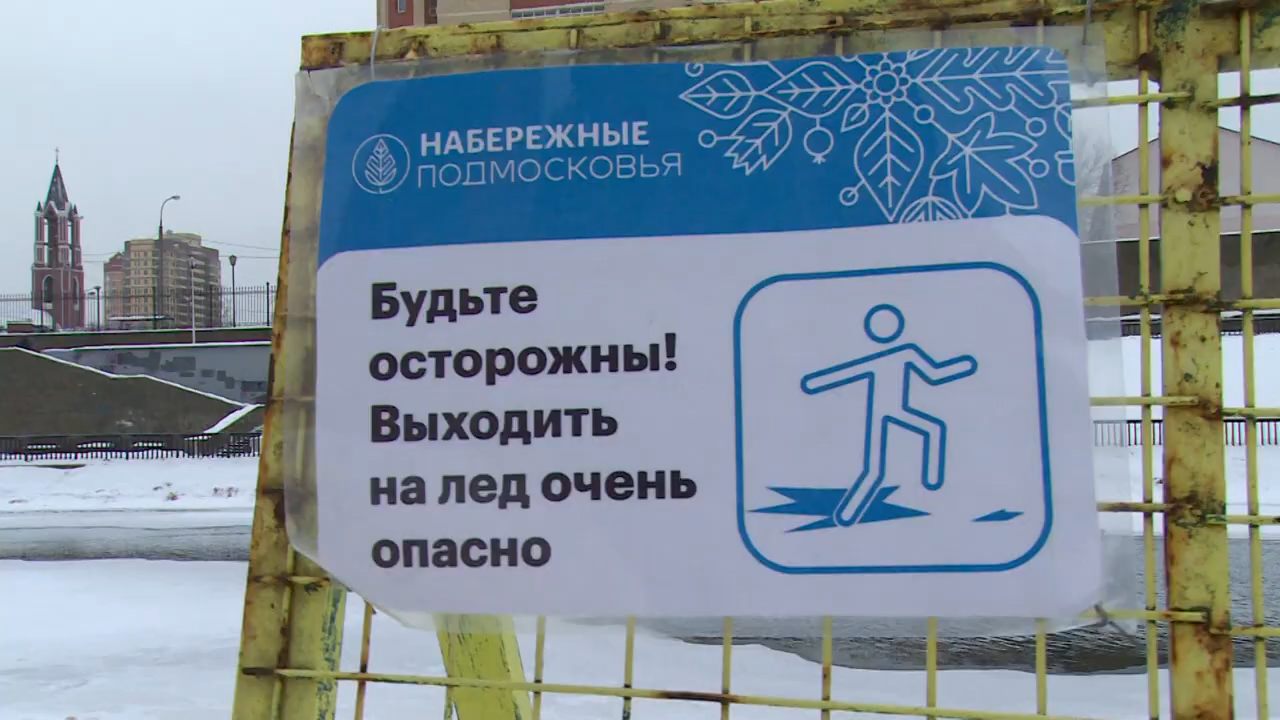 НАБЕРЕЖНЫЕ
ПОДМОСКОВЬЯ
Будьте
осторожны!
Выходить
на лед очень
опасно